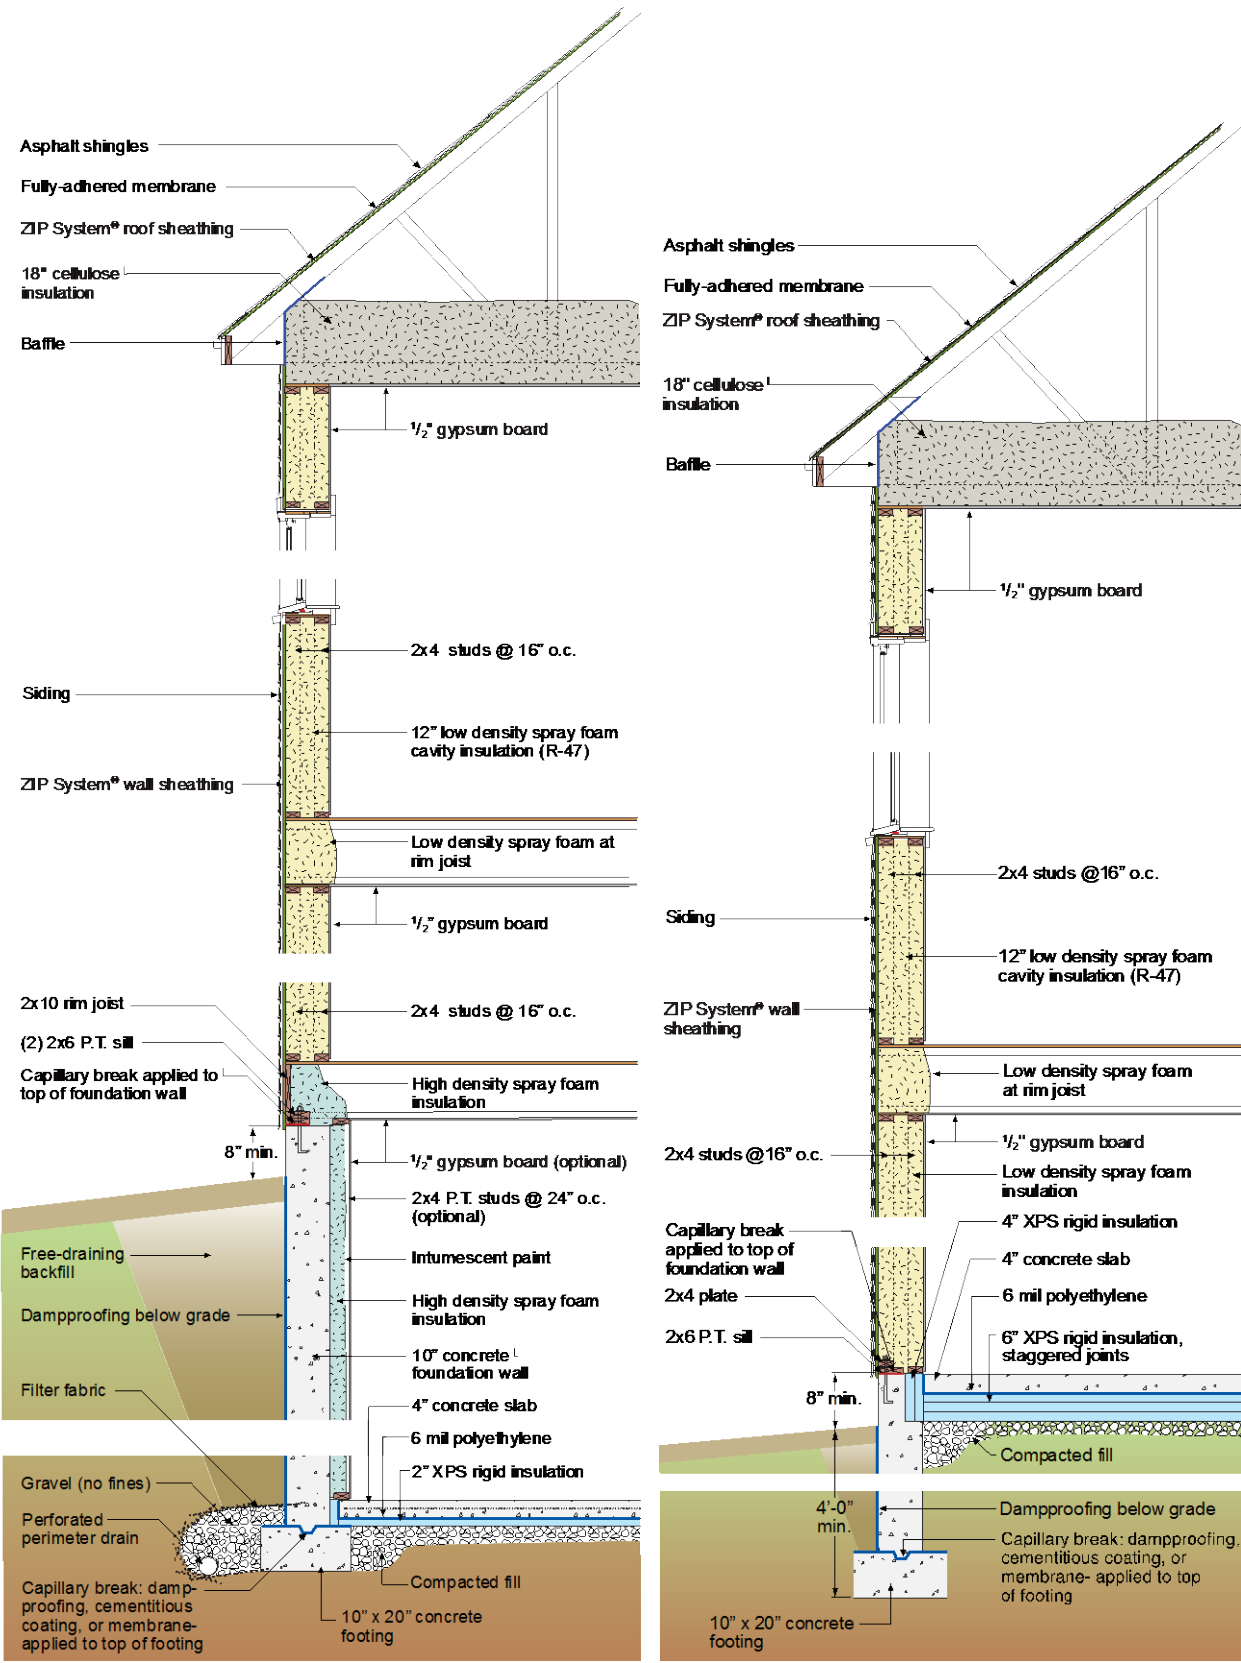 Asphalt shingles
Fully-adhered membrane
ZIP System® roof sheathing
18" cellulose
insulation
Baffle
1/2" gypsum board
2x4 studs @ 16" o.c.
Siding
12" low density spray foam
cavity insulation (R-47)
ZIP System® wall sheathing
Low density spray foam at
rim joist
1/2" gypsum board
2x10 rim joist
2x4 studs @ 16" o.c.
(2) 2x6 P.T. sill
Capillary break applied to
top of foundation wall
High density spray foam
insulation
8" min.
1/2" gypsum board (optional)
2x4 P.T. studs @ 24" o.c.
(optional)
Free-draining
backfill
Intumescent paint
Dampproofing below grade
High density spray foam
insulation
10" concrete
foundation wall
Filter fabric
4" concrete slab
6 mil polyethylene
Gravel (no fines)
2" XPS rigid insulation
Perforated
perimeter drain
Compacted fill
Capillary break: damp-
proofing, cementitious
coating, or membrane-
applied to top of footing
10" x 20" concrete
footing
Asphalt shingles
Fully-adhered membrane
ZIP System® roof sheathing
18" cellulose
insulation
Baffle
1/2" gypsum board
2x4 studs @16" o.c.
Siding
12" low density spray foam
cavity insulation (R-47)
ZIP System® wall
sheathing
Low density spray foam
at rim joist
1/2" gypsum board
2x4 studs @16" o.c.
Low density spray foam
insulation
4" XPS rigid insulation
Capillary break
applied to top of
foundation wall
4" concrete slab
2x4 plate
6 mil polyethylene
2x6 P.T. sill
6" XPS rigid insulation,
staggered joints
8" min.
Compacted fill
4'-0"
min.
Dampproofing below grade
Capillary break: dampproofing,
cementitious coating, or
membrane- applied to top
of footing
10" x 20" concrete
footing